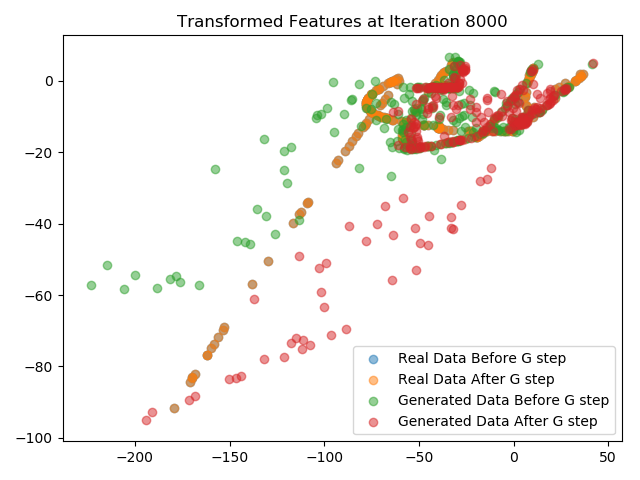 Transformed Features at Iteration 8000
0
−20
−40
−60
−80
−100
−200
−150
−100
−50
0
50
Real Data Before G step
Real Data After G step
Generated Data Before G step
Generated Data After G step